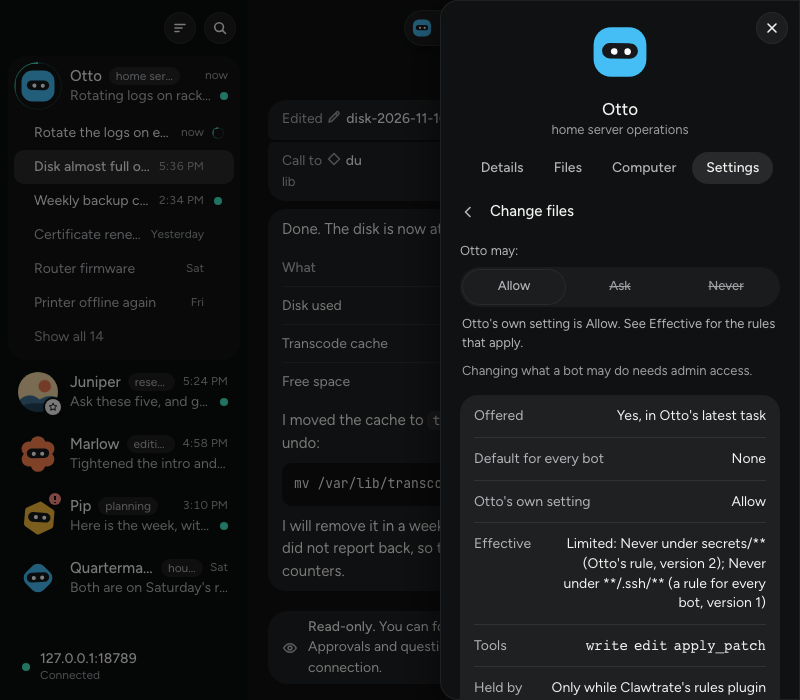 Otto home ser... now
Rotating logs on rack...
Rotate the logs on e... now
Disk almost full o... 5:36 PM
Weekly backup c... 2:34 PM
Certificate rene... Yesterday
Router firmware Sat
Printer offline again Fri
Show all 14
Juniper rese... 5:24 PM
Ask these five, and g...
Marlow editi... 4:58 PM
Tightened the intro and...
Pip planning 3:10 PM
Here is the week, wit...
Quarterma... hou... Sat
Both are on Saturday's r...
127.0.0.1:18789
Connected
Edited disk-2026-11-1
Call to du
lib
Done. The disk is now at
What
Disk used
Transcode cache
Free space
I moved the cache to
undo:
mv /var/lib/transco
I will remove it in a week
did not report back, so
counters.
Read-only. You can
Approvals and questi
connection.
Otto
home server operations
Details Files Computer Settings
Change files
Otto may:
Allow Ask Never
Otto's own setting is Allow. See Effective for the rules
that apply.
Changing what a bot may do needs admin access.
Offered Yes, in Otto's latest task
Default for every bot None
Otto's own setting Allow
Effective Limited: Never under secrets/**
(Otto's rule, version 2); Never
under **/.ssh/** (a rule for every
bot, version 1)
Tools write edit apply_patch
Held by Only while Clawtrate's rules plugin